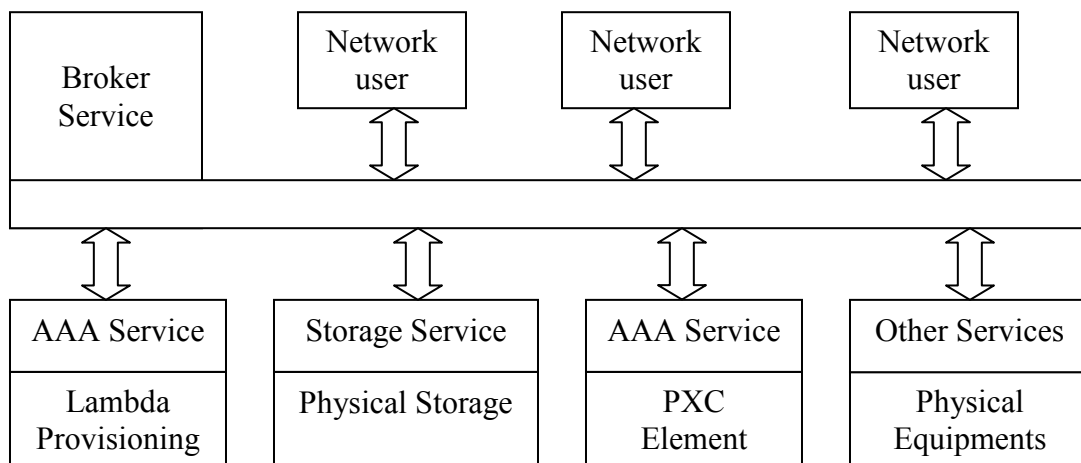 Broker
Service
Network
user
Network
user
Network
user
AAA Service
Storage Service
AAA Service
Other Services
Lambda
Provisioning
Physical Storage
PXC
Element
Physical
Equipments